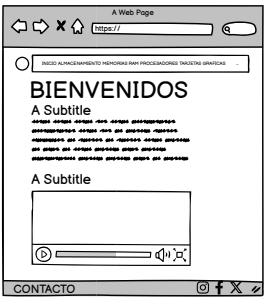 A Web Page
https://
INICIO ALMACENAMIENTO MEMORIAS RAM PROCESADORES TARJETAS GRAFICAS ...
BIENVENIDOS
A Subtitle
A Subtitle
CONTACTO